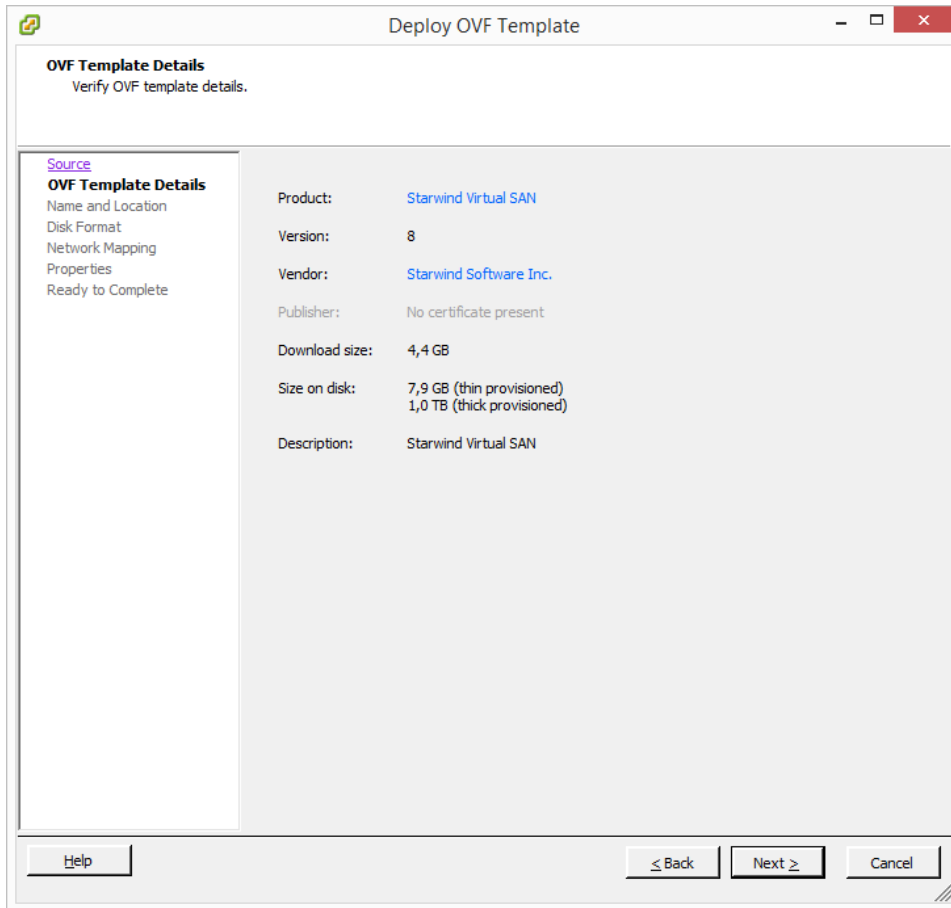 Deploy OVF Template
OVF Template Details
Verify OVF template details.
Source
OVF Template Details
Name and Location
Disk Format
Network Mapping
Properties
Ready to Complete
Product: Starwind Virtual SAN
Version: 8
Vendor: Starwind Software Inc.
Publisher: No certificate present
Download size: 4,4 GB
Size on disk: 7,9 GB (thin provisioned)
1,0 TB (thick provisioned)
Description: Starwind Virtual SAN
Help
< Back
Next >
Cancel